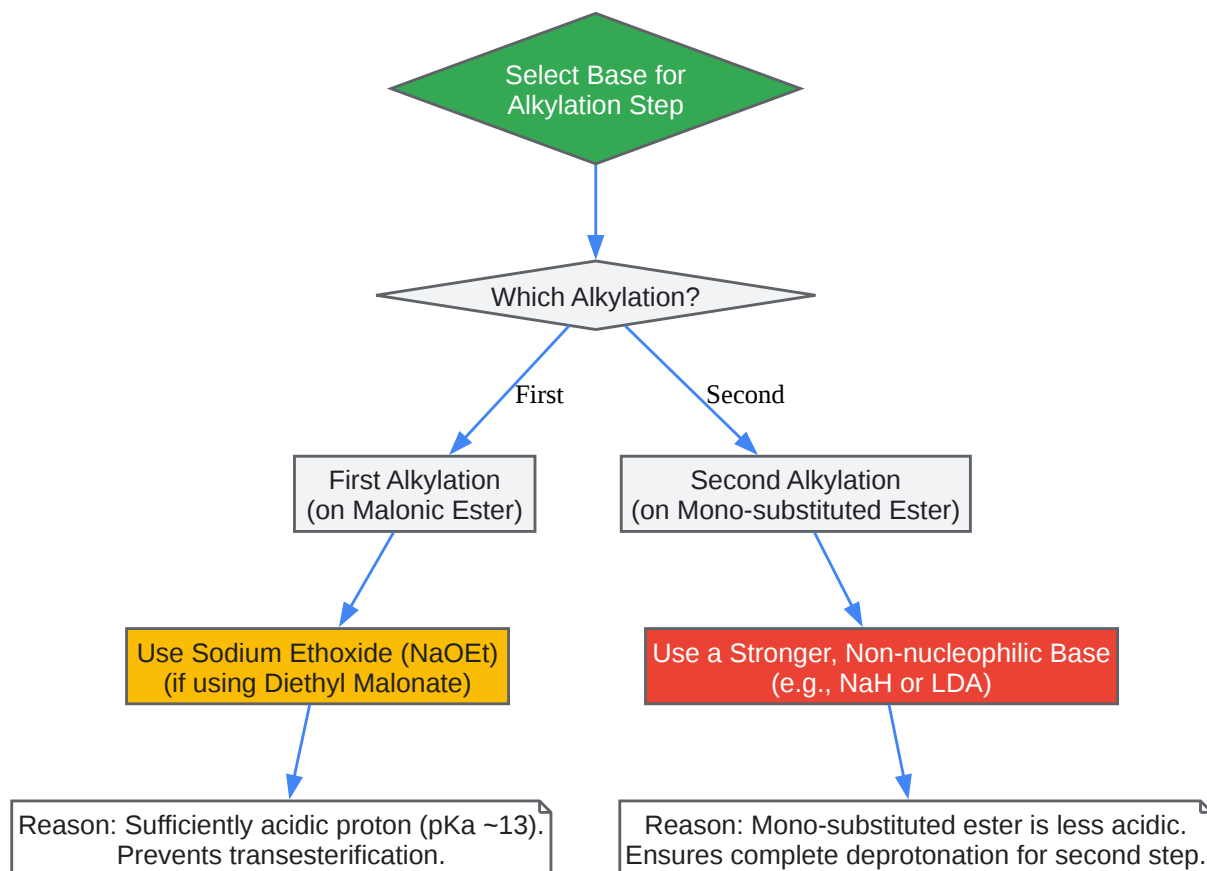 Select Base for
Alkylation Step
Which Alkylation?
First
Second
First Alkylation
(on Malonic Ester)
Second Alkylation
(on Mono-substituted Ester)
Use Sodium Ethoxide (NaOEt)
(if using Diethyl Malonate)
Use a Stronger, Non-nucleophilic Base
(e.g., NaH or LDA)
Reason: Sufficiently acidic proton (pKa ~13).
Prevents transesterification.
Reason: Mono-substituted ester is less acidic.
Ensures complete deprotonation for second step.